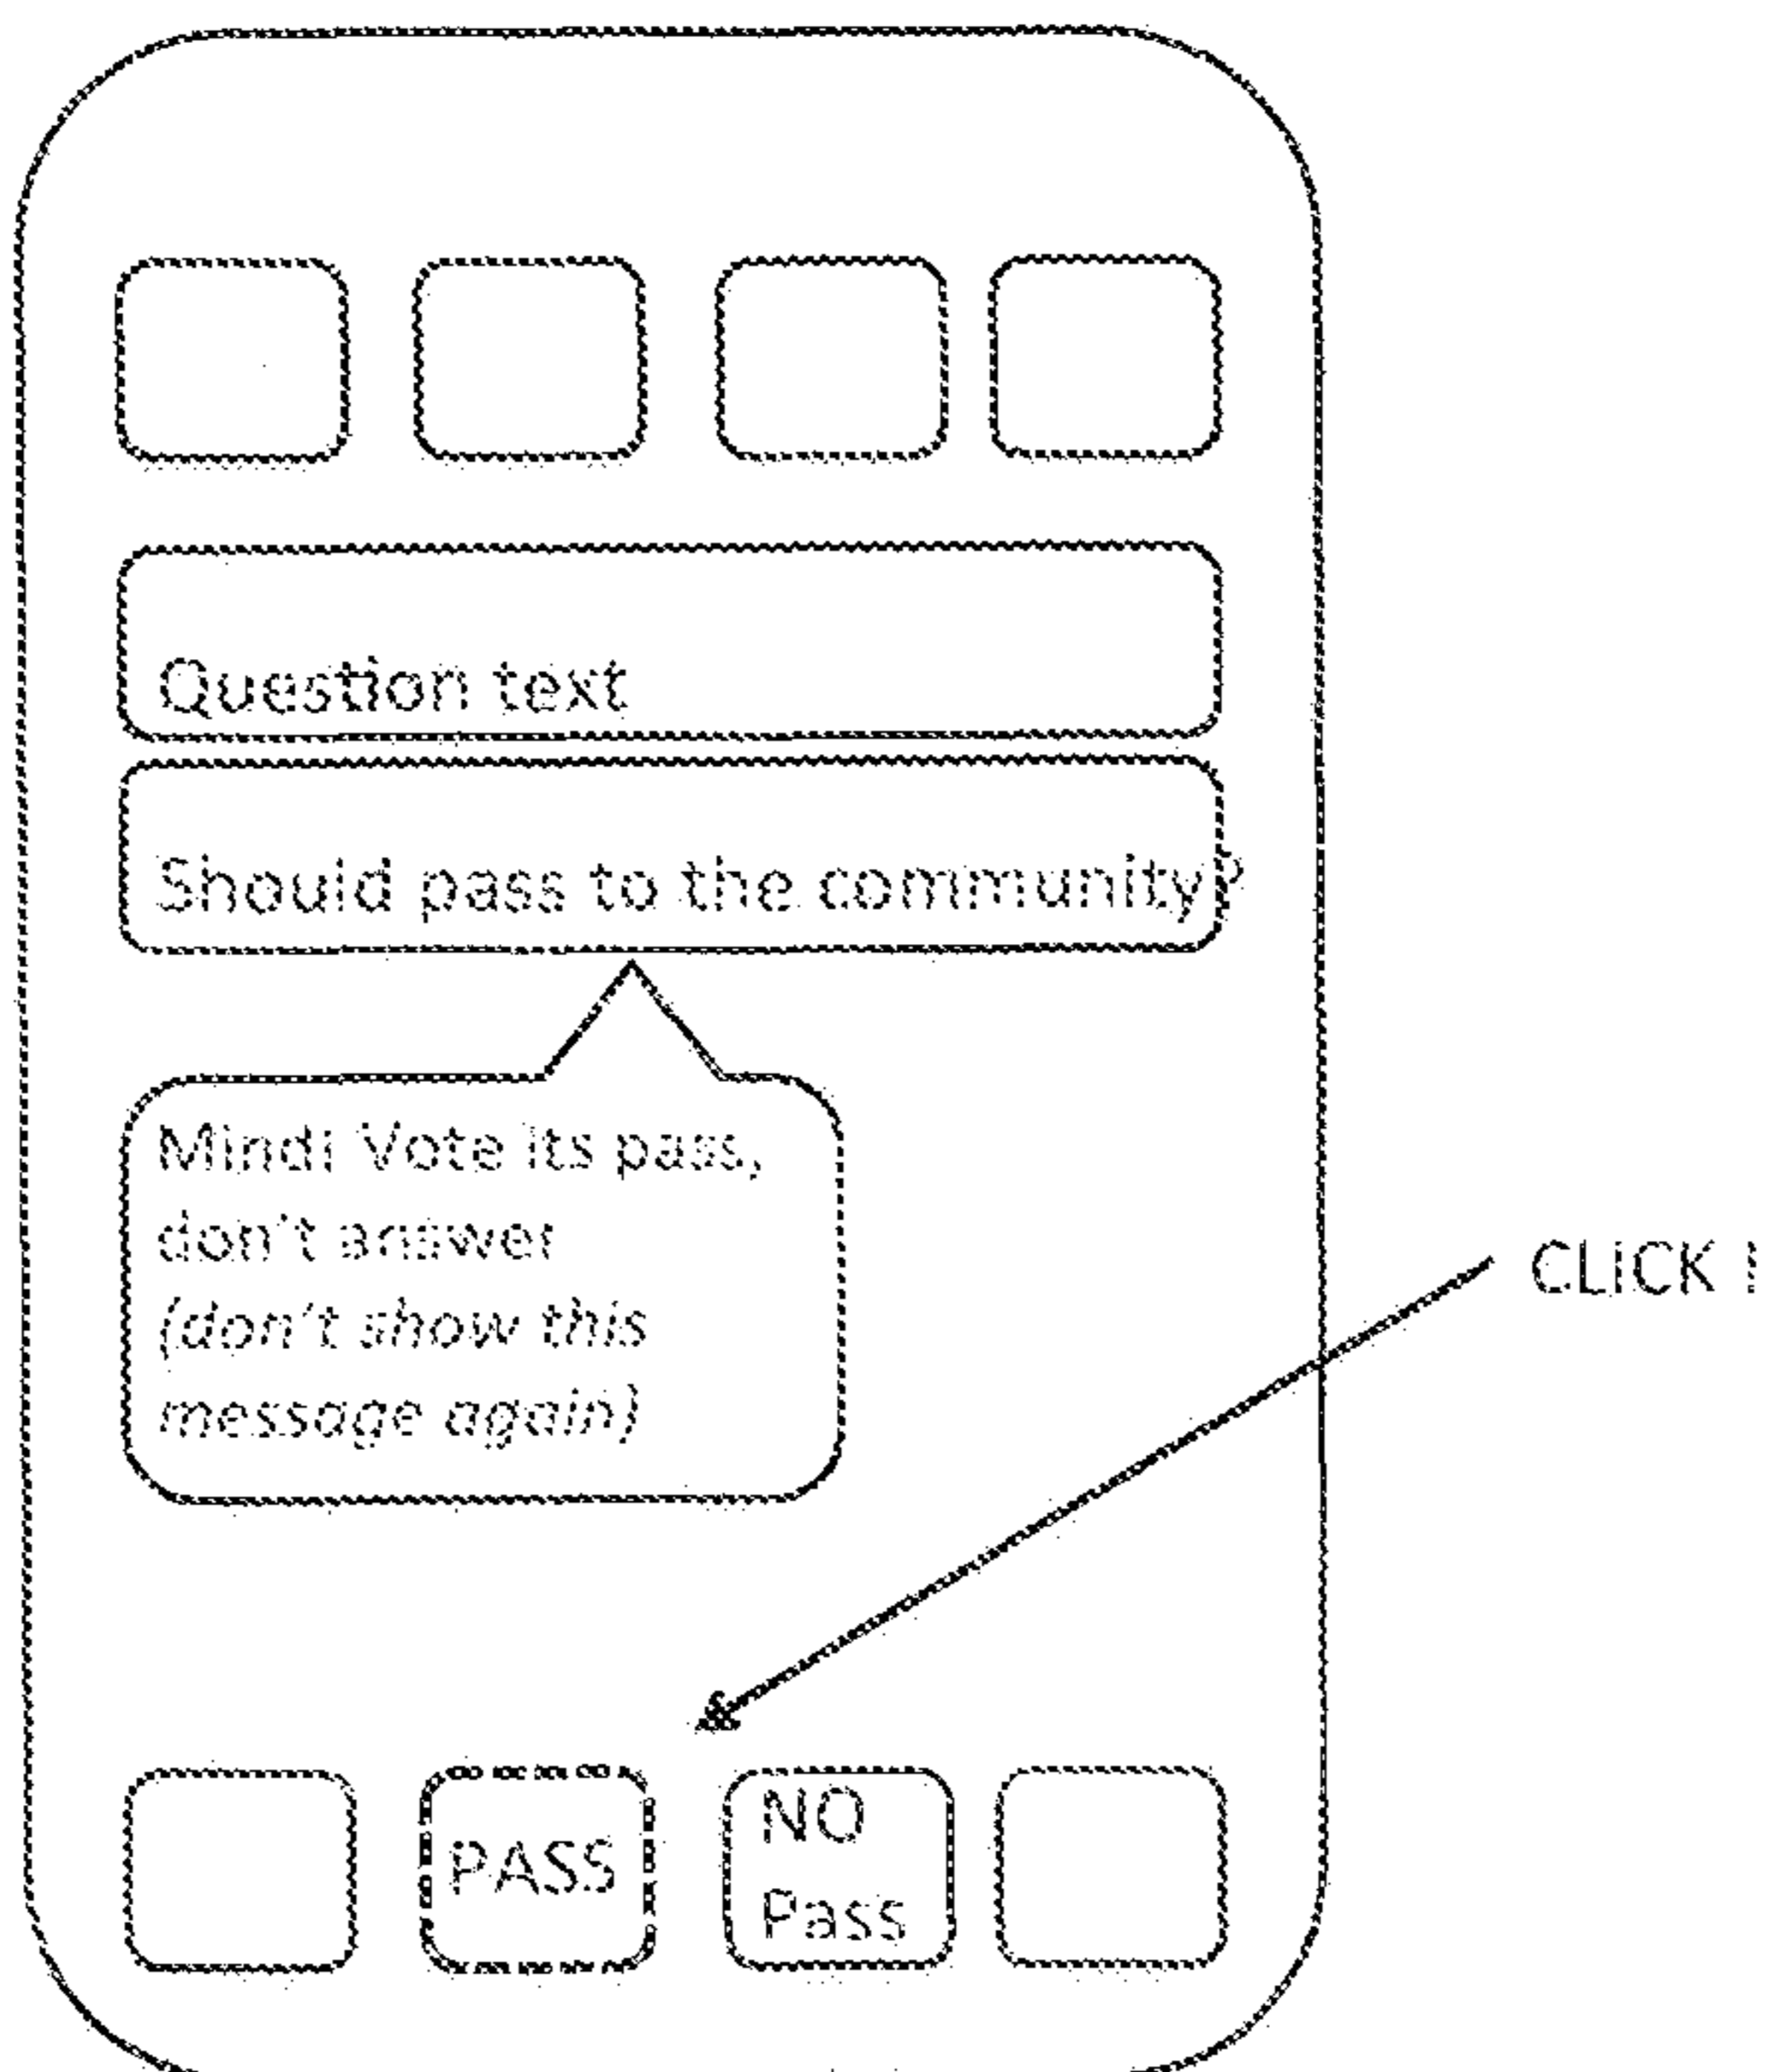 Question text
Should pass to the community?
Mindi Vote its pass,
don't answer
(don't show this
message again)
CLICK
PASS
NO
Pass